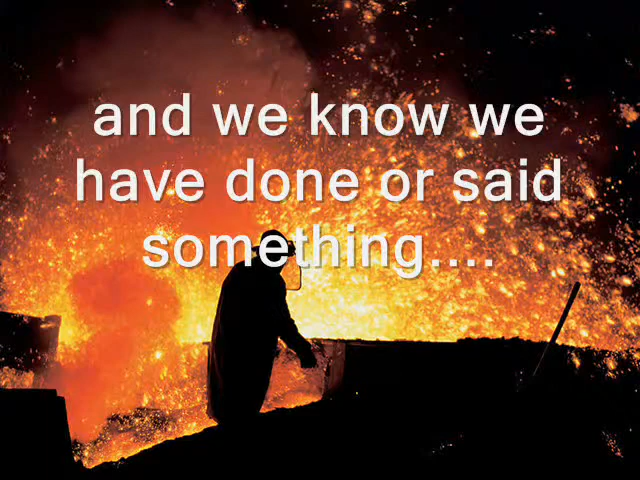 and we know we
have done or said
something....